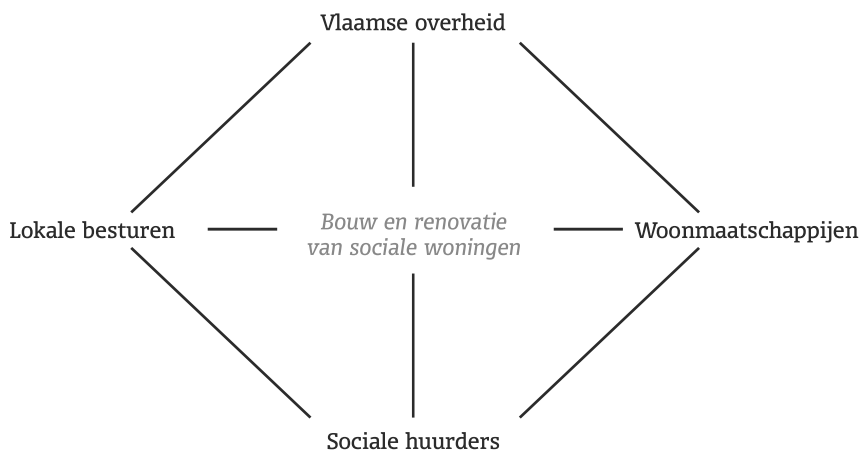 Vlaamse overheid
Lokale besturen
Bouw en renovatie
van sociale woningen
Woonmaatschappijen
Sociale huurders